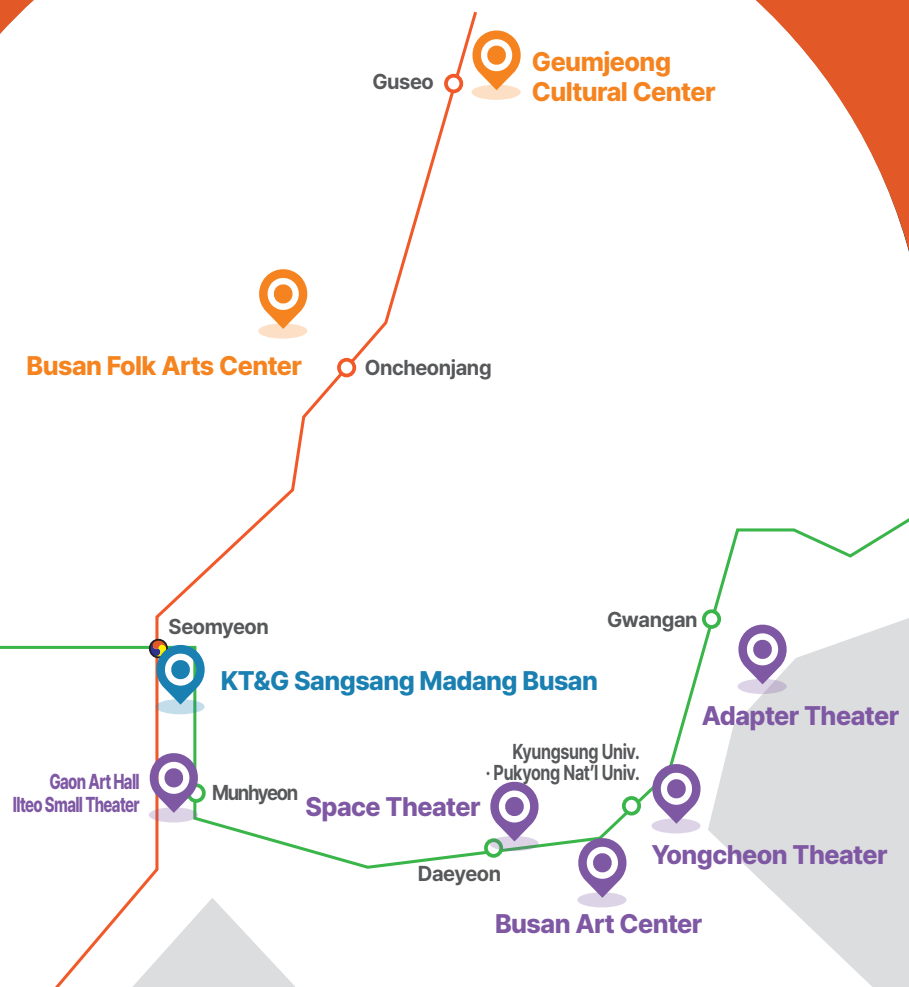 Guseo
Geumjeong
Cultural Center
Busan Folk Arts Center
Oncheonjang
Seomyeon
Gwangan
KT&G Sangsang Madang Busan
Adapter Theater
Kyungsung Univ.
· Pukyong Nat'l Univ.
Gaon Art Hall
Ilteo Small Theater
Munhyeon
Space Theater
Yongcheon Theater
Daeyeon
Busan Art Center